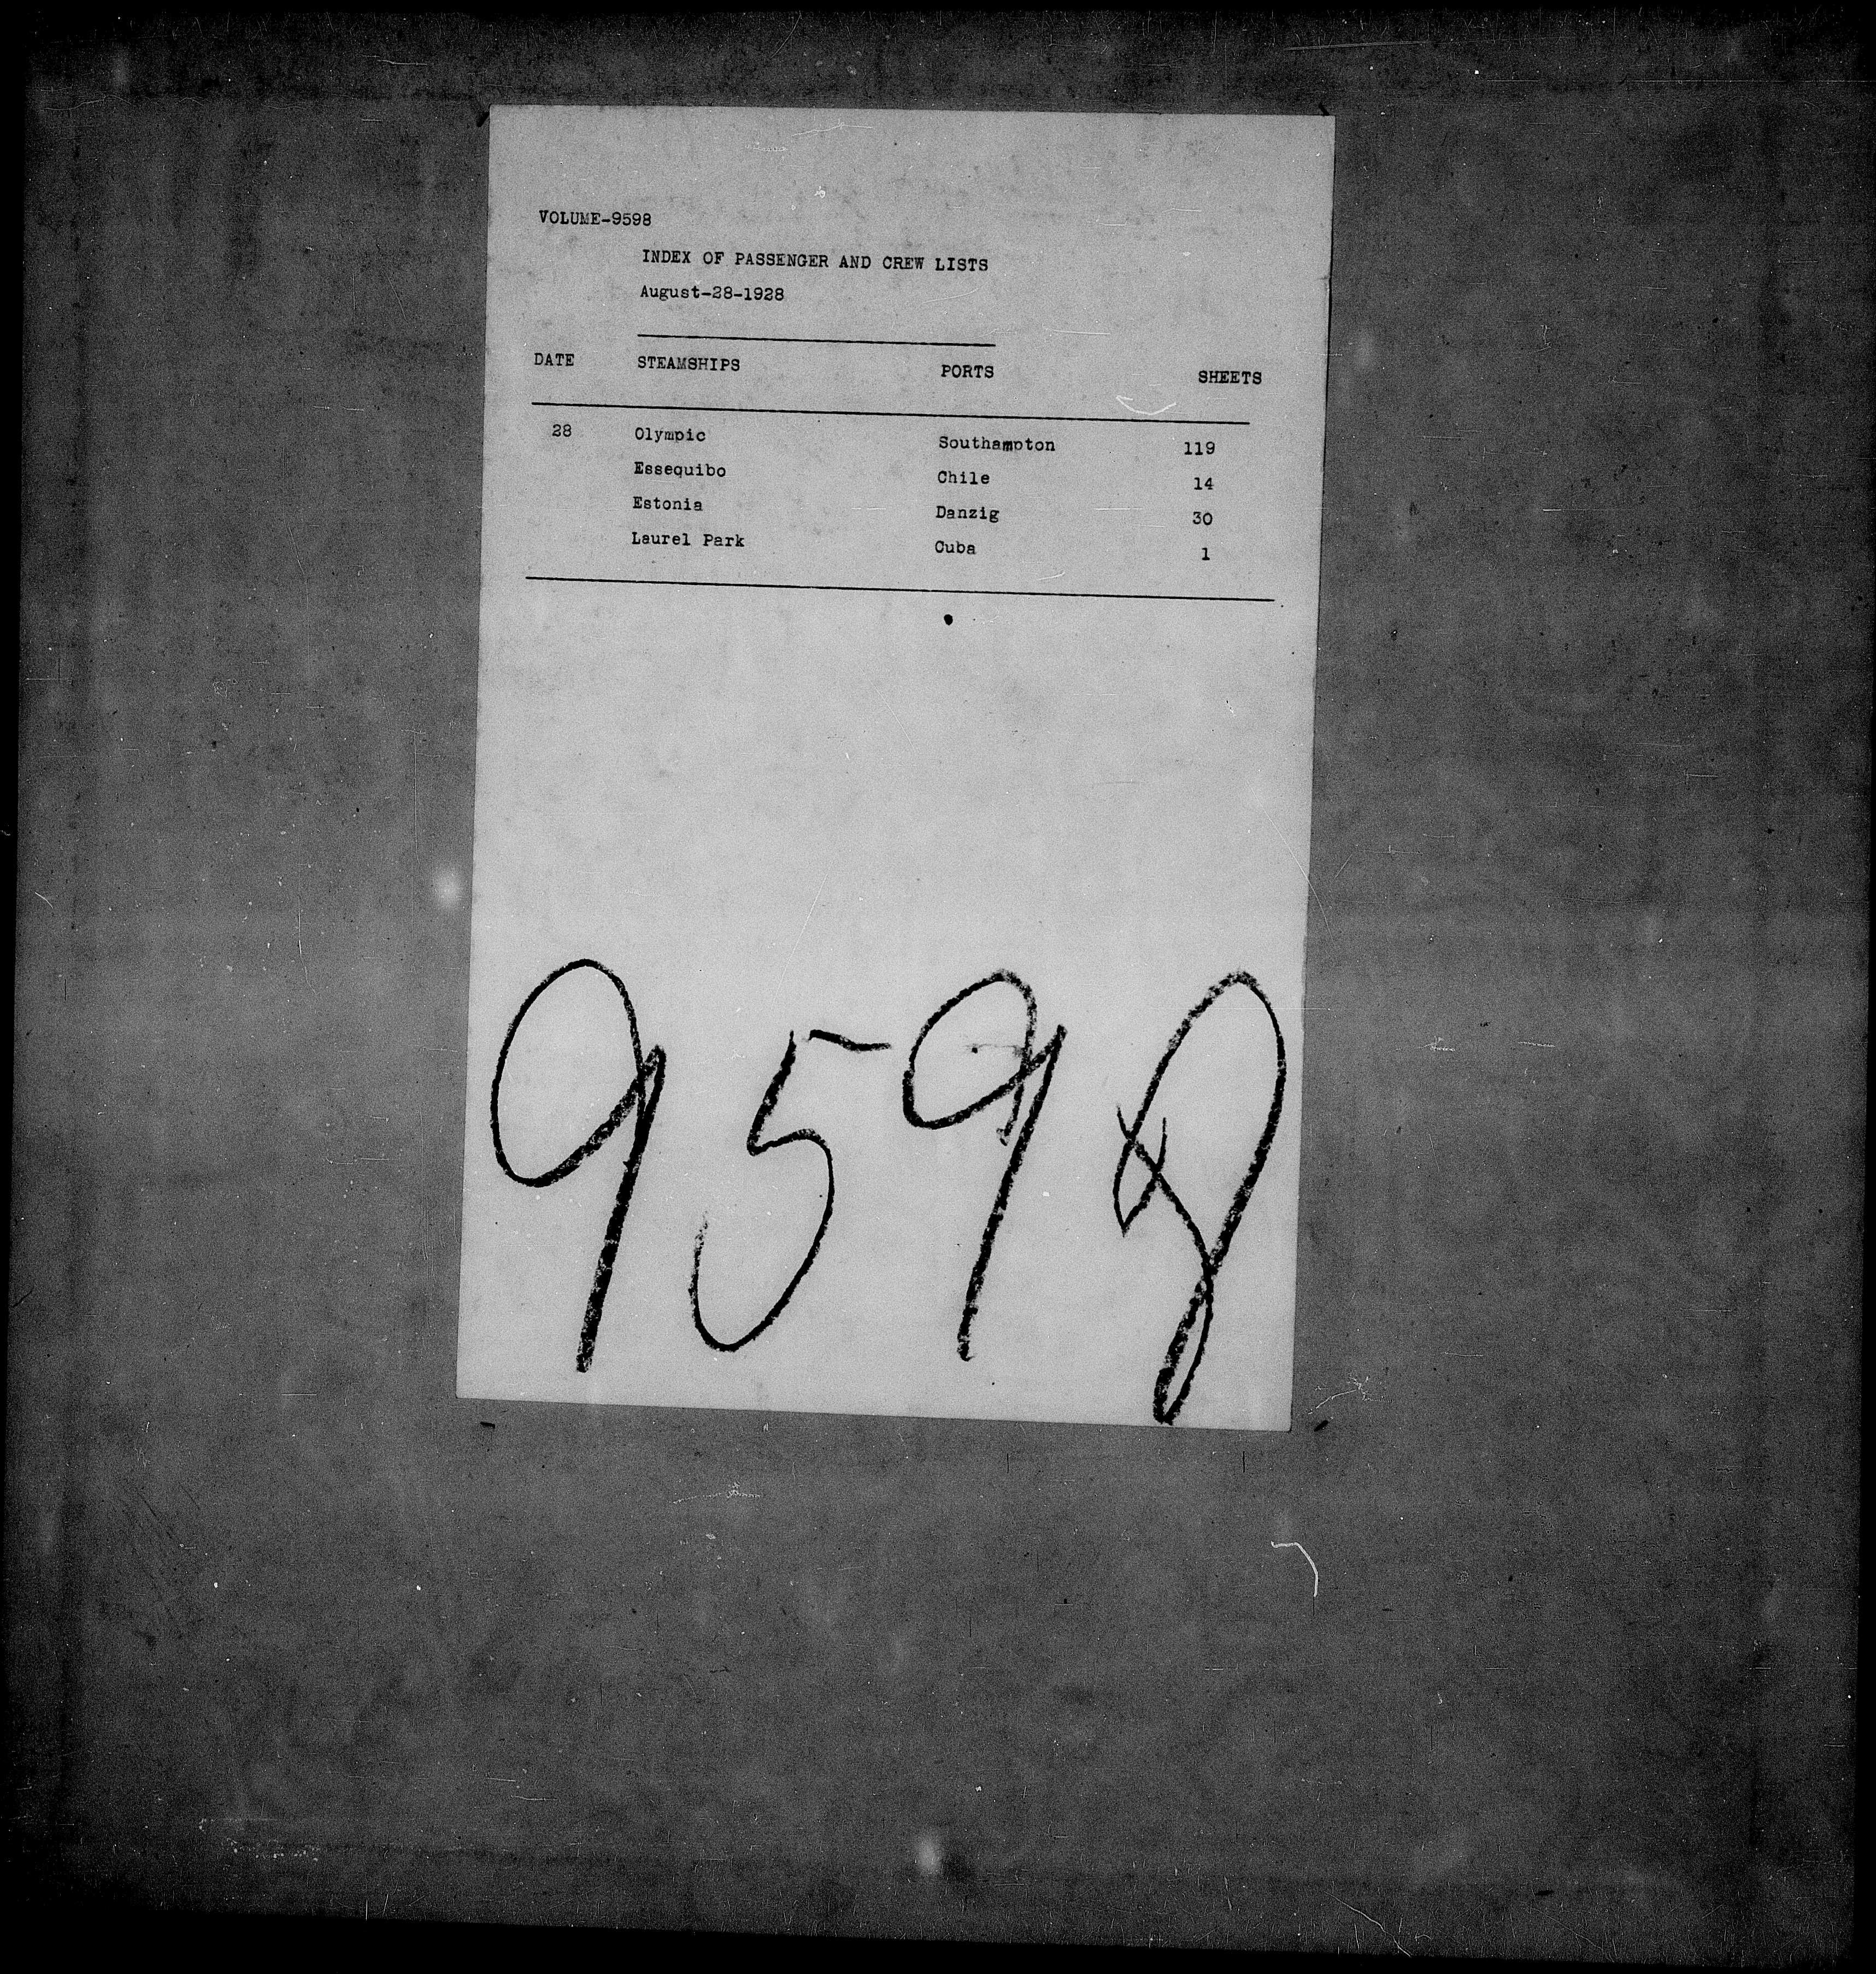 VOLUME-9598
INDEX OF PASSENGER AND CREW LISTS
August-28-1928
DATE STEAMSHIPS PORTS SHEETS
28 Olympic Southampton 119
Essequibo Chile 14
Estonia Danzig 30
Laurel Park Cuba 1
9598